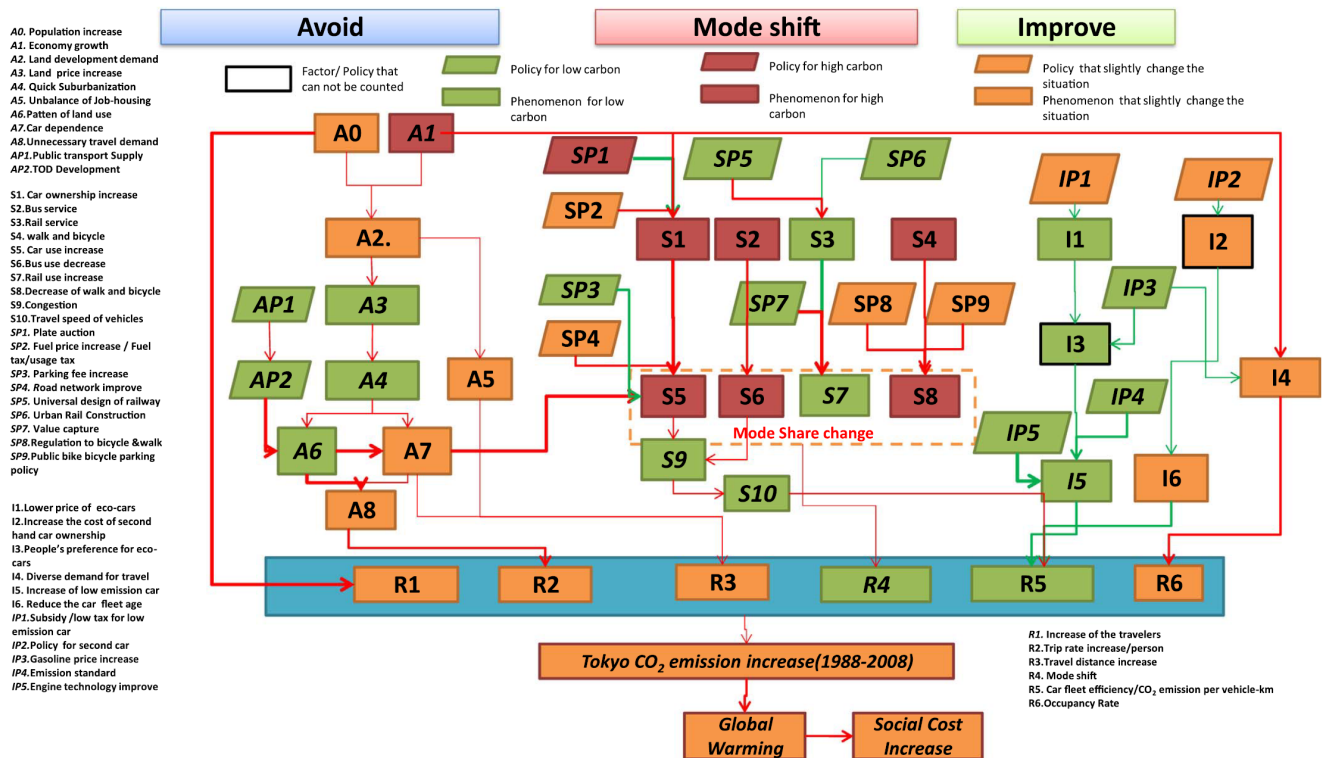 Avoid
Mode shift
Improve
A0. Population increase
A1. Economy growth
A2. Land development demand
A3. Land price increase
A4. Quick Suburbanization
A5. Unbalance of Job-housing
A6.Patten of land use
A7.Car dependence
A8.Unnecessary travel demand
AP1.Public transport Supply
AP2.TOD Development
S1. Car ownership increase
S2.Bus service
S3.Rail service
S4. walk and bicycle
S5. Car use increase
S6.Bus use decrease
S7.Rail use increase
S8.Decrease of walk and bicycle
S9.Congestion
S10.Travel speed of vehicles
SP1. Plate auction
SP2. Fuel price increase / Fuel
tax/usage tax
SP3. Parking fee increase
SP4. Road network improve
SP5. Universal design of railway
SP6. Urban Rail Construction
SP7. Value capture
SP8.Regulation to bicycle &walk
SP9.Public bike bicycle parking
policy
I1.Lower price of eco-cars
I2.Increase the cost of second
hand car ownership
I3.People's preference for eco-
cars
I4. Diverse demand for travel
I5. Increase of low emission car
I6. Reduce the car fleet age
IP1.Subsidy /low tax for low
emission car
IP2.Policy for second car
IP3.Gasoline price increase
IP4.Emission standard
IP5.Engine technology improve
Factor/ Policy that
can not be counted
Policy for low carbon
Phenomenon for low
carbon
Policy for high carbon
Phenomenon for high
carbon
Policy that slightly change the
situation
Phenomenon that slightly change the
situation
A0
A1
SP1
SP5
SP6
IP1
IP2
SP2
A2.
S1
S2
S3
S4
I1
I2
AP1
A3
SP3
SP7
SP8
SP9
IP3
SP4
I3
AP2
A4
A5
S5
S6
S7
S8
I4
IP4
Mode Share change
IP5
A6
A7
S9
I5
I6
S10
A8
R1
R2
R3
R4
R5
R6
Tokyo CO2 emission increase(1988-2008)
Global
Warming
Social Cost
Increase
R1. Increase of the travelers
R2.Trip rate increase/person
R3.Travel distance increase
R4. Mode shift
R5. Car fleet efficiency/CO2 emission per vehicle-km
R6.Occupancy Rate